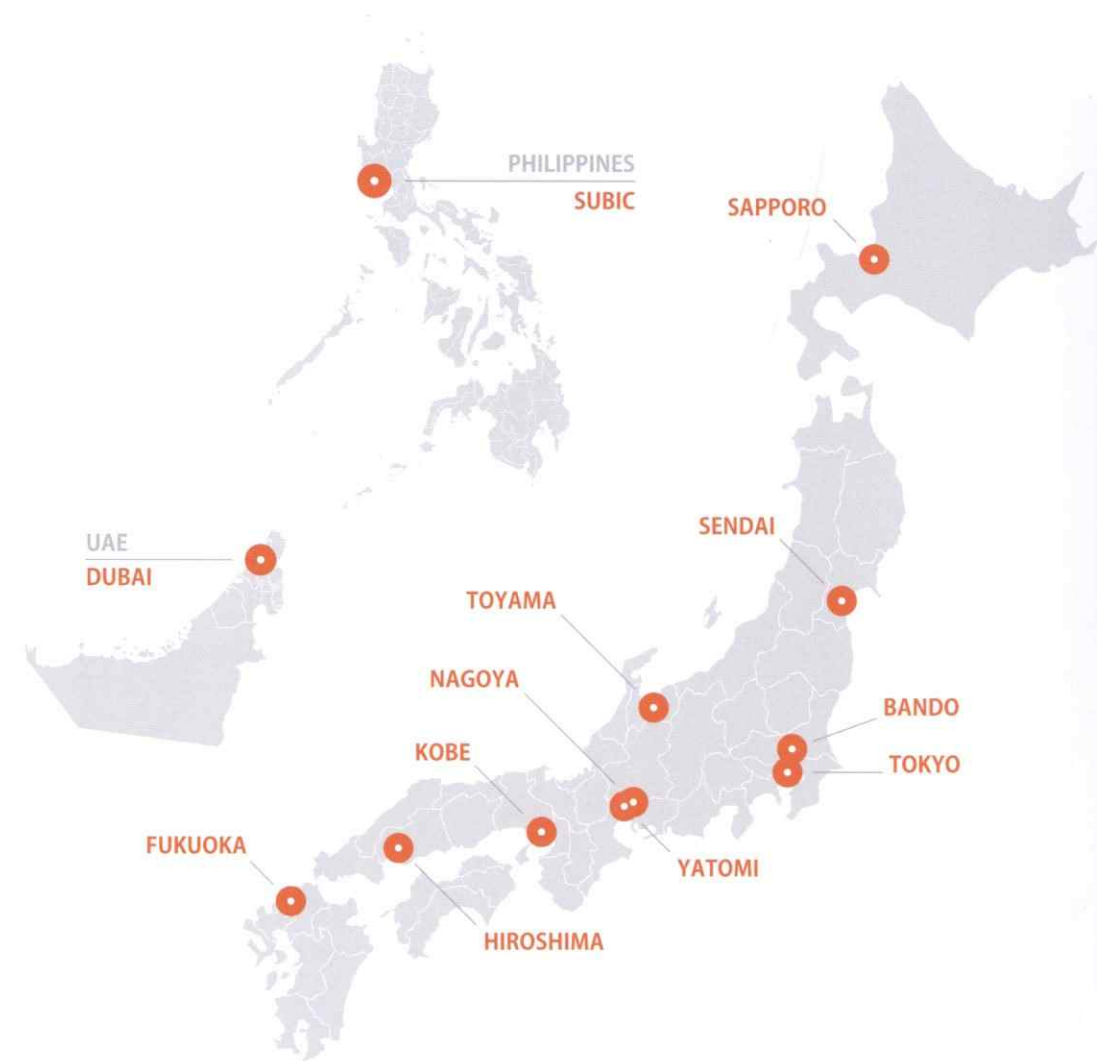 PHILIPPINES
SUBIC
SAPPORO
SENDAI
UAE
DUBAI
TOYAMA
NAGOYA
BANDO
KOBE
TOKYO
FUKUOKA
YATOMI
HIROSHIMA